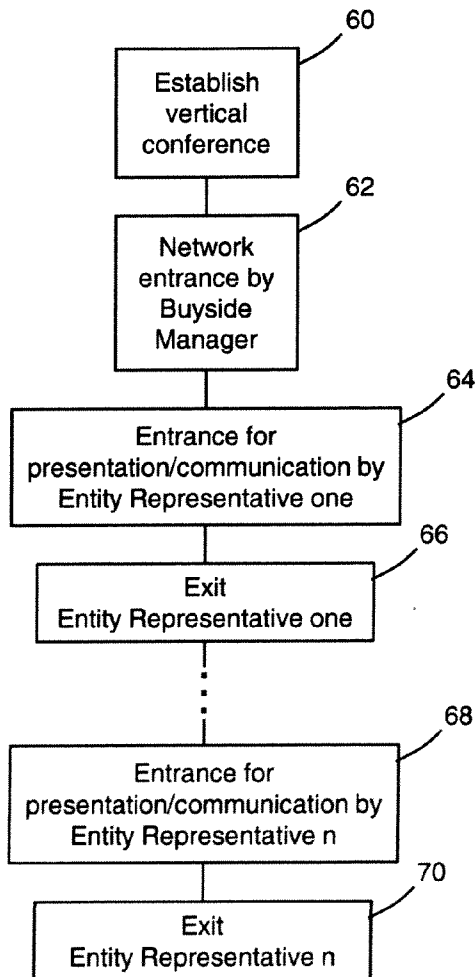 60
Establish
vertical
conference
62
Network
entrance by
Buyside
Manager
64
Entrance for
presentation/communication by
Entity Representative one
66
Exit
Entity Representative one
68
Entrance for
presentation/communication by
Entity Representative n
70
Exit
Entity Representative n